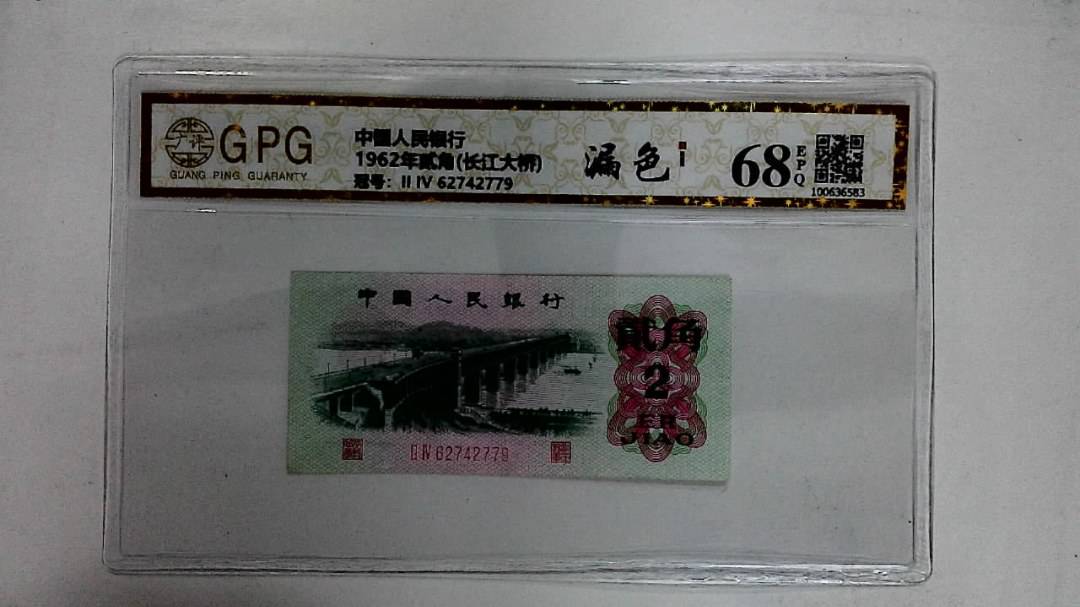 GPG
GUANG PING GUARANTY
中國人民银行
1962年贰角(长江大桥)
冠号: II IV 62742779
漏色
68
EPQ
100636583
中國人民银行
贰角
2
ER
JIAO
II IV 62742779